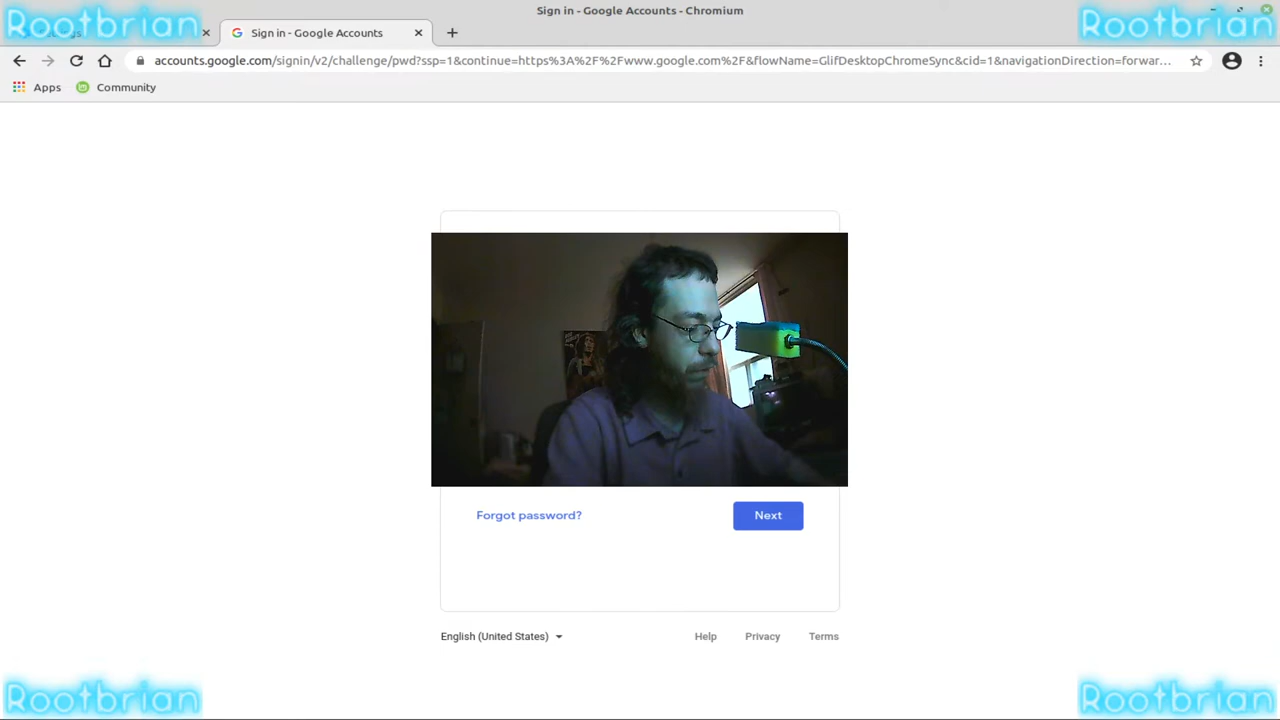 Sign in - Google Accounts - Chromium
Rootbrian
Sign in - Google Accounts
Rootbrian
accounts.google.com/signin/v2/challenge/pwd?ssp=1&continue=https%3A%2F%2Fwww.google.com%2F&flowName=GlifDesktopChromeSync&cid=1&navigationDirection=forwar...
Apps
Community
Forgot password?
Next
English (United States)
Help
Privacy
Terms
Rootbrian
Rootbrian